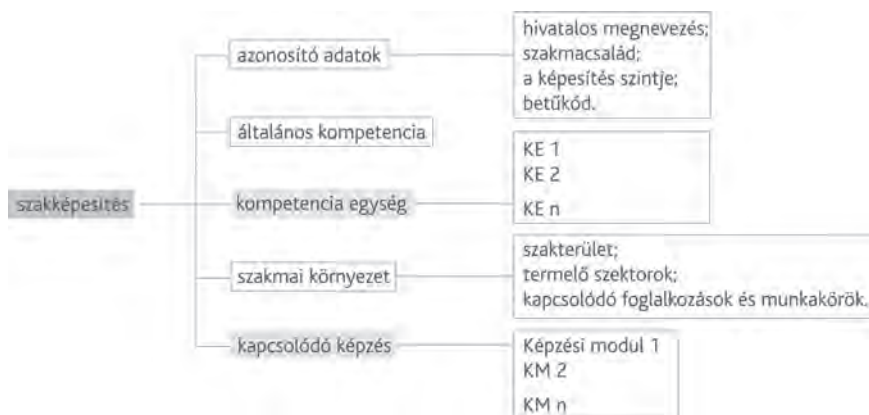 szakképesítés
azonosító adatok
hivatalos megnevezés;
szakmacsalád;
a képesítés szintje;
betűkód.
általános kompetencia
kompetencia egység
KE 1
KE 2
KE n
szakmai környezet
szakterület;
termelő szektorok;
kapcsolódó foglalkozások és munkakörök.
kapcsolódó képzés
Képzési modul 1
KM 2
KM n